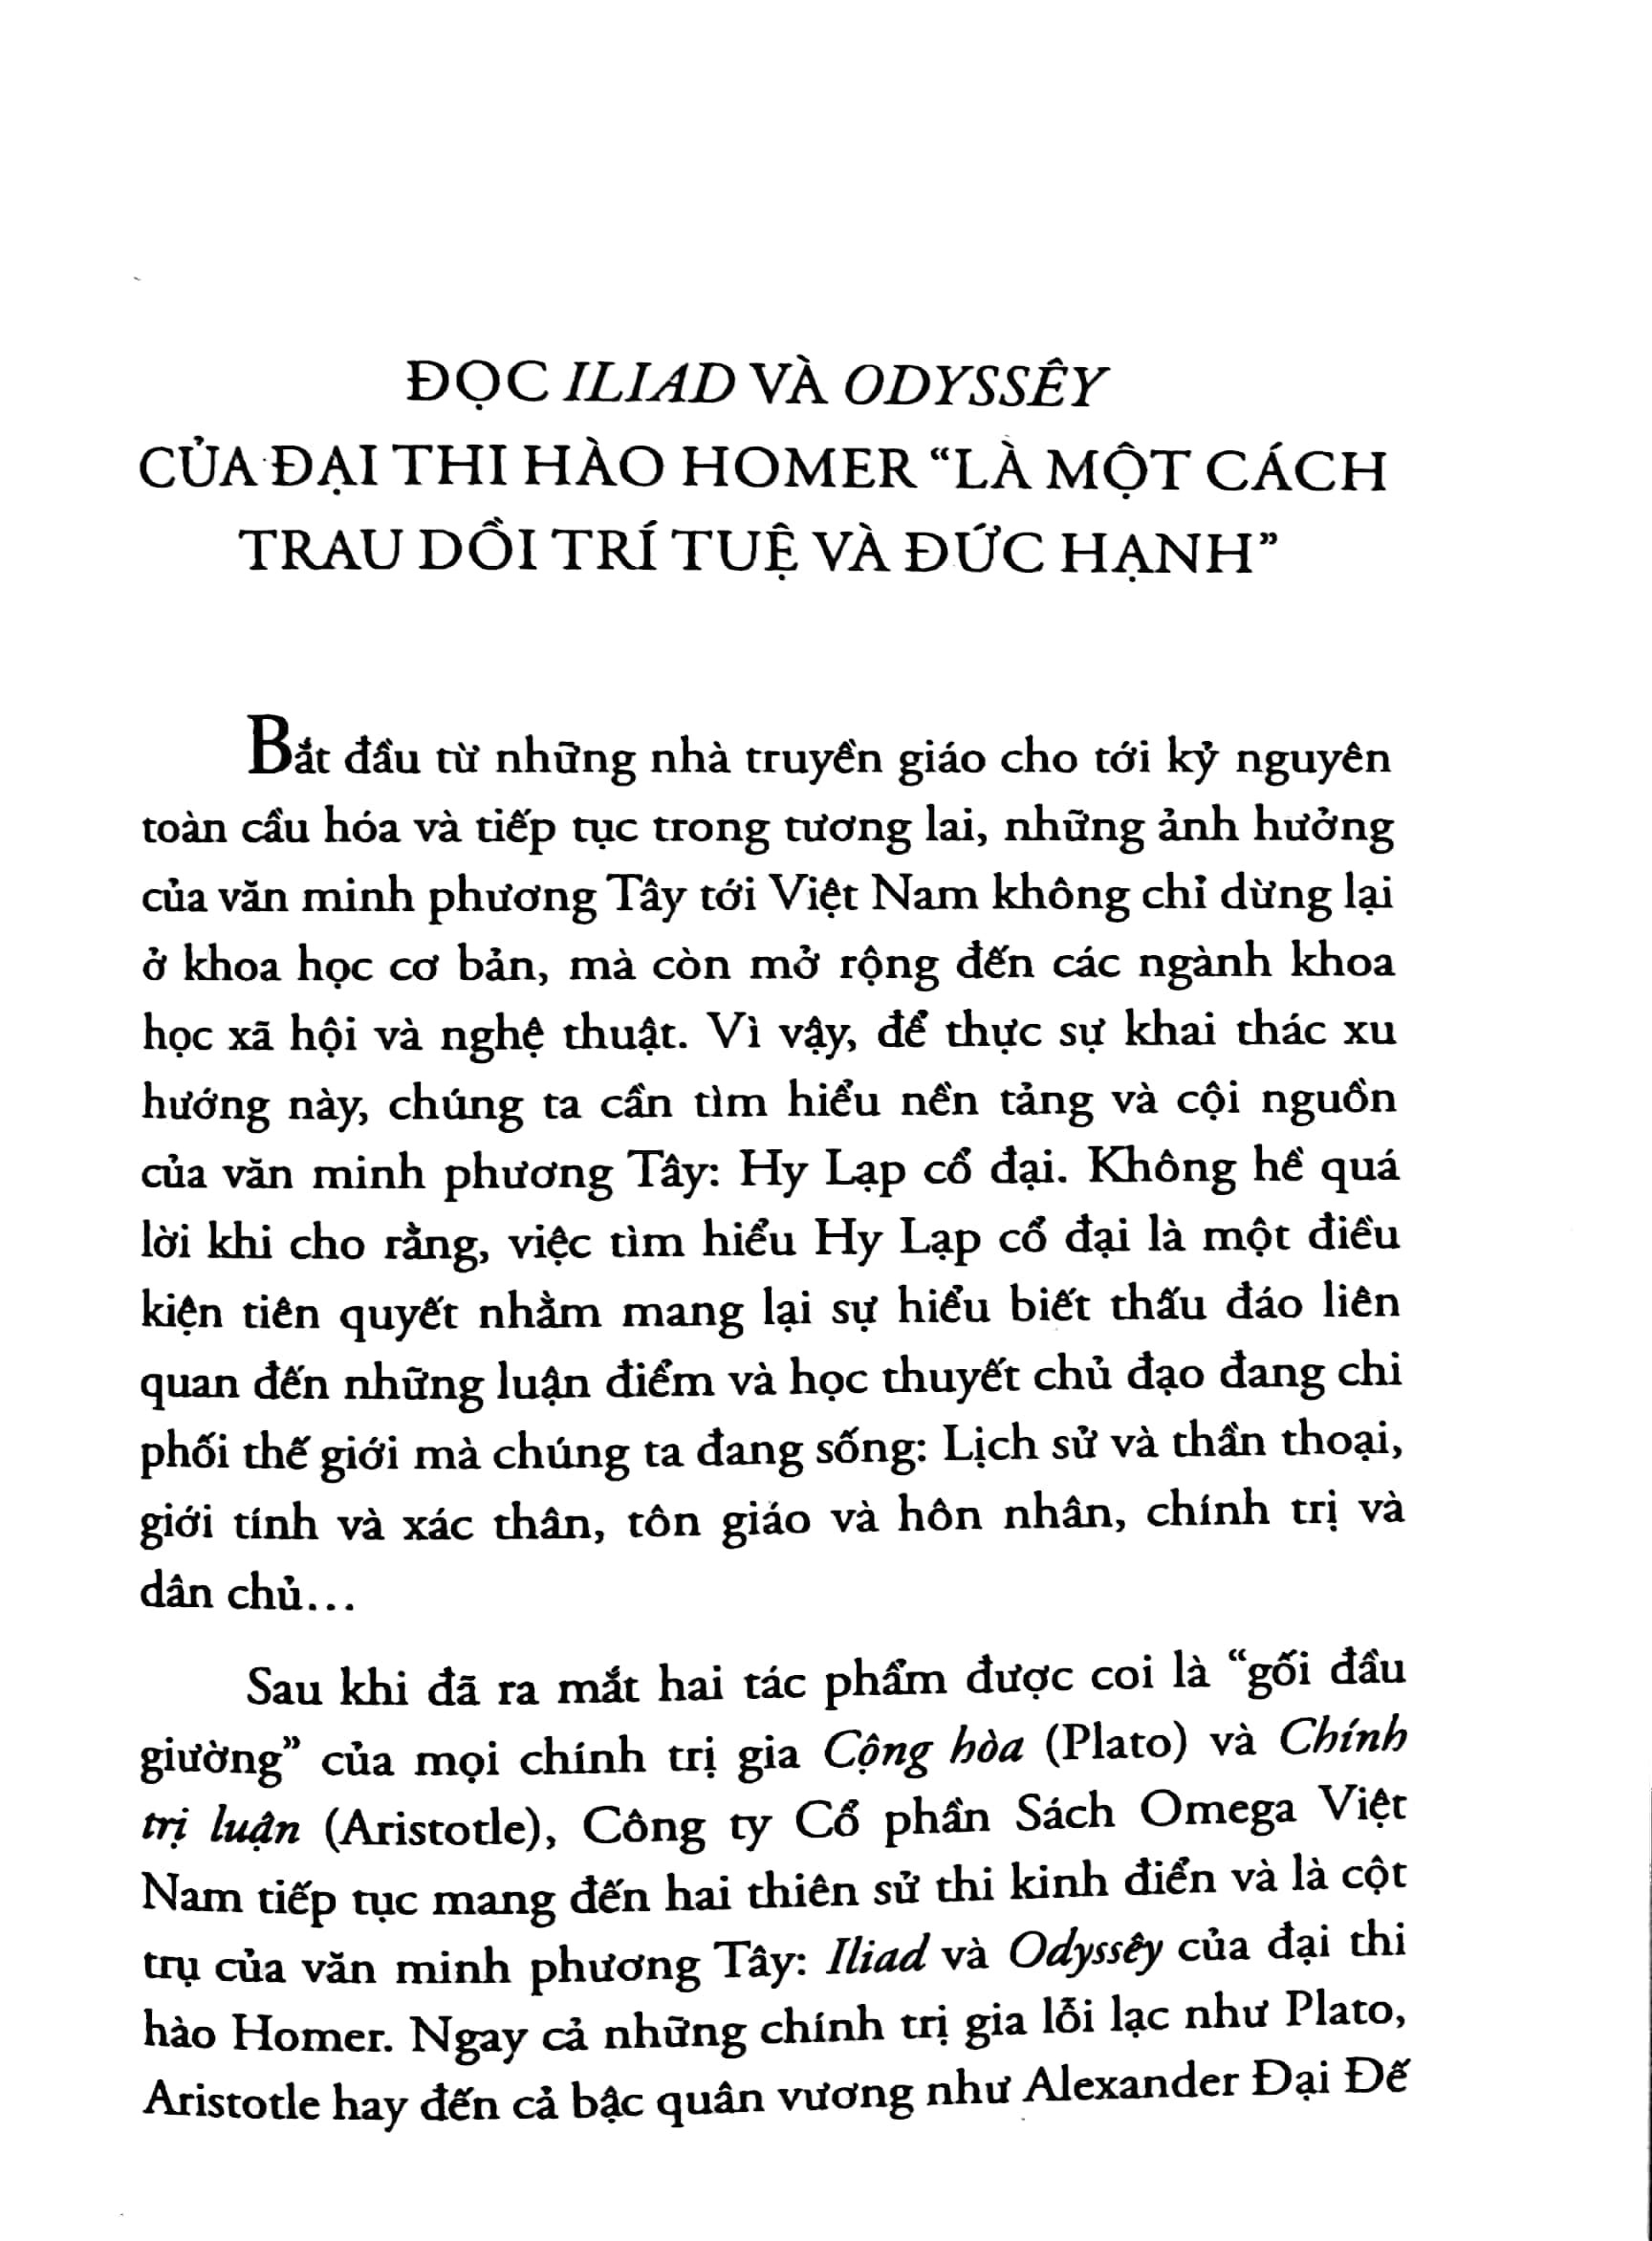 ĐỌC ILIAD VÀ ODYSSÊY
CỦA ĐẠI THI HÀO HOMER “LÀ MỘT CÁCH
TRAU DỒI TRÍ TUỆ VÀ ĐỨC HẠNH”
Bắt đầu từ những nhà truyền giáo cho tới kỷ nguyên
toàn cầu hóa và tiếp tục trong tương lai, những ảnh hưởng
của văn minh phương Tây tới Việt Nam không chỉ dừng lại
ở khoa học cơ bản, mà còn mở rộng đến các ngành khoa
học xã hội và nghệ thuật. Vì vậy, để thực sự khai thác xu
hướng này, chúng ta cần tìm hiểu nền tảng và cội nguồn
của văn minh phương Tây: Hy Lạp cổ đại. Không hề quá
lời khi cho rằng, việc tìm hiểu Hy Lạp cổ đại là một điều
kiện tiên quyết nhằm mang lại sự hiểu biết thấu đáo liên
quan đến những luận điểm và học thuyết chủ đạo đang chi
phối thế giới mà chúng ta đang sống: Lịch sử và thần thoại,
giới tính và xác thân, tôn giáo và hôn nhân, chính trị và
dân chủ...
Sau khi đã ra mắt hai tác phẩm được coi là “gối đầu
giường” của mọi chính trị gia Cộng hòa (Plato) và Chính
trị luận (Aristotle), Công ty Cổ phần Sách Omega Việt
Nam tiếp tục mang đến hai thiên sử thi kinh điển và là cột
trụ của văn minh phương Tây: Iliad và Odyssêy của đại thi
hào Homer. Ngay cả những chính trị gia lỗi lạc như Plato,
Aristotle hay đến cả bậc quân vương như Alexander Đại Đế